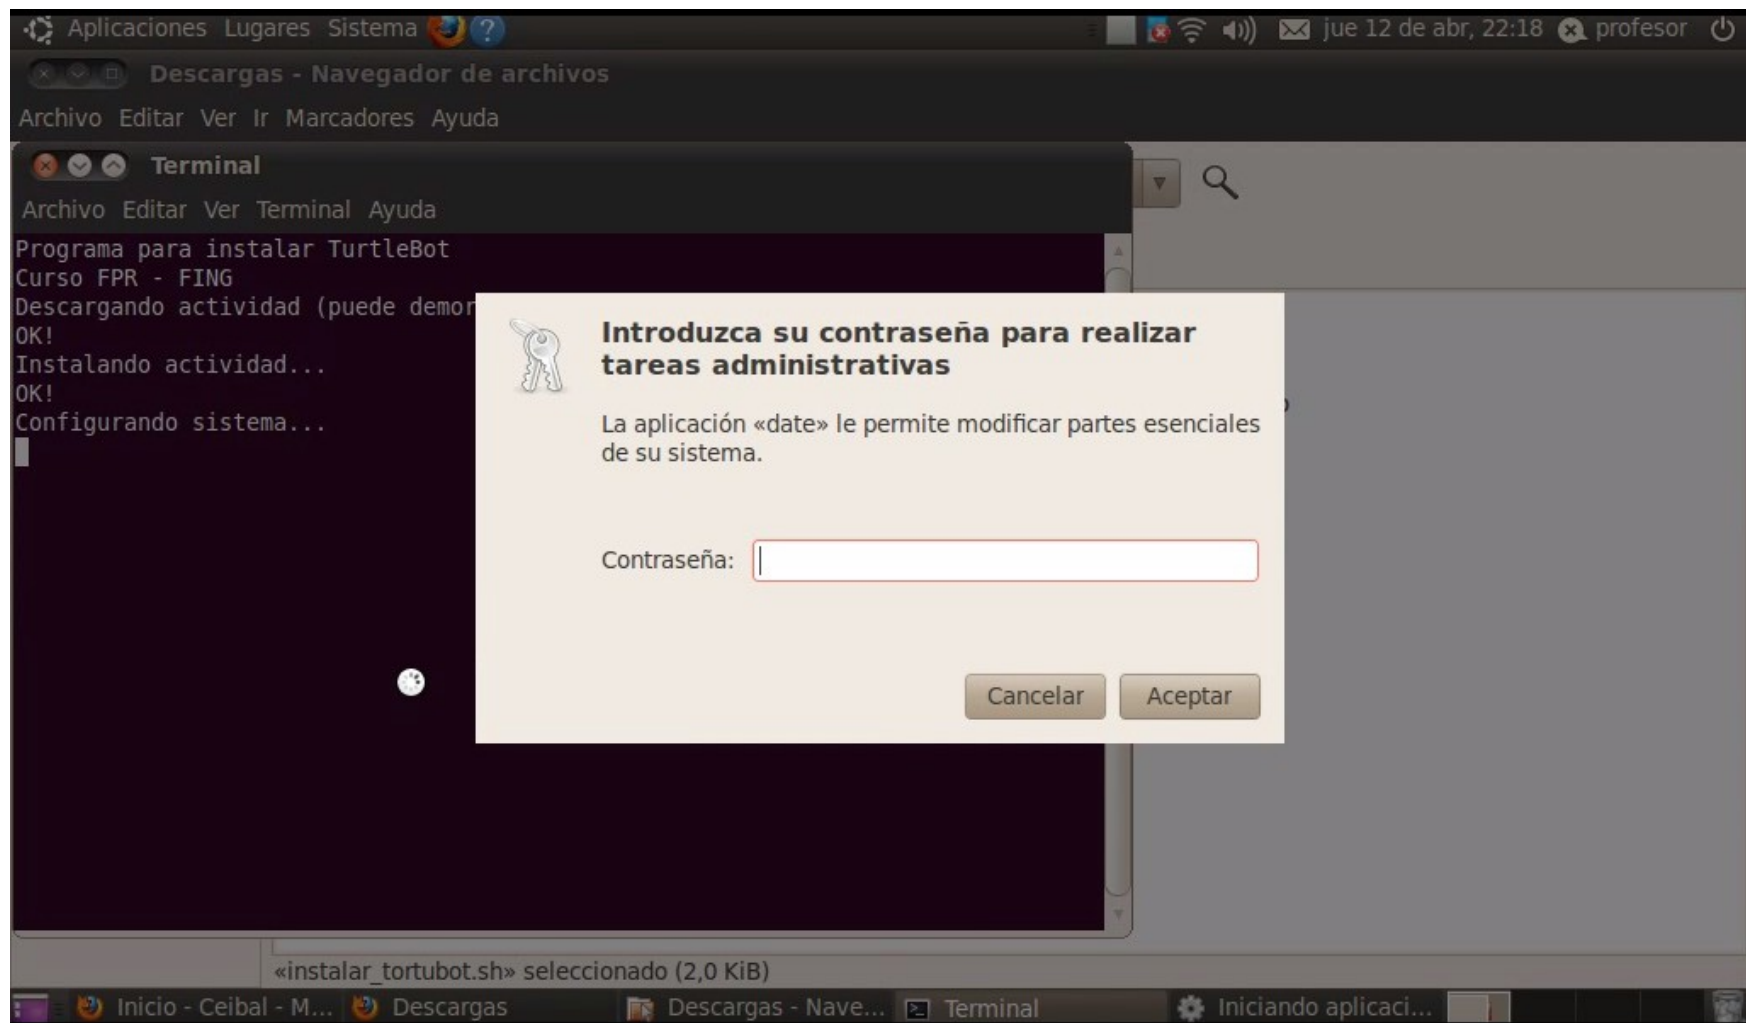 Aplicaciones Lugares Sistema
jue 12 de abr, 22:18 profesor
Descargas - Navegador de archivos
Archivo Editar Ver Ir Marcadores Ayuda
Terminal
Archivo Editar Ver Terminal Ayuda
Programa para instalar TurtleBot
Curso FPR - FING
Descargando actividad (puede demor
OK!
Instalando actividad...
OK!
Configurando sistema...
Introduzca su contraseña para realizar
tareas administrativas
La aplicación «date» le permite modificar partes esenciales
de su sistema.
Contraseña:
Cancelar Aceptar
«instalar_tortubot.sh» seleccionado (2,0 KiB)
Inicio - Ceibal - M... Descargas Descargas - Nave... Terminal Iniciando aplicaci...